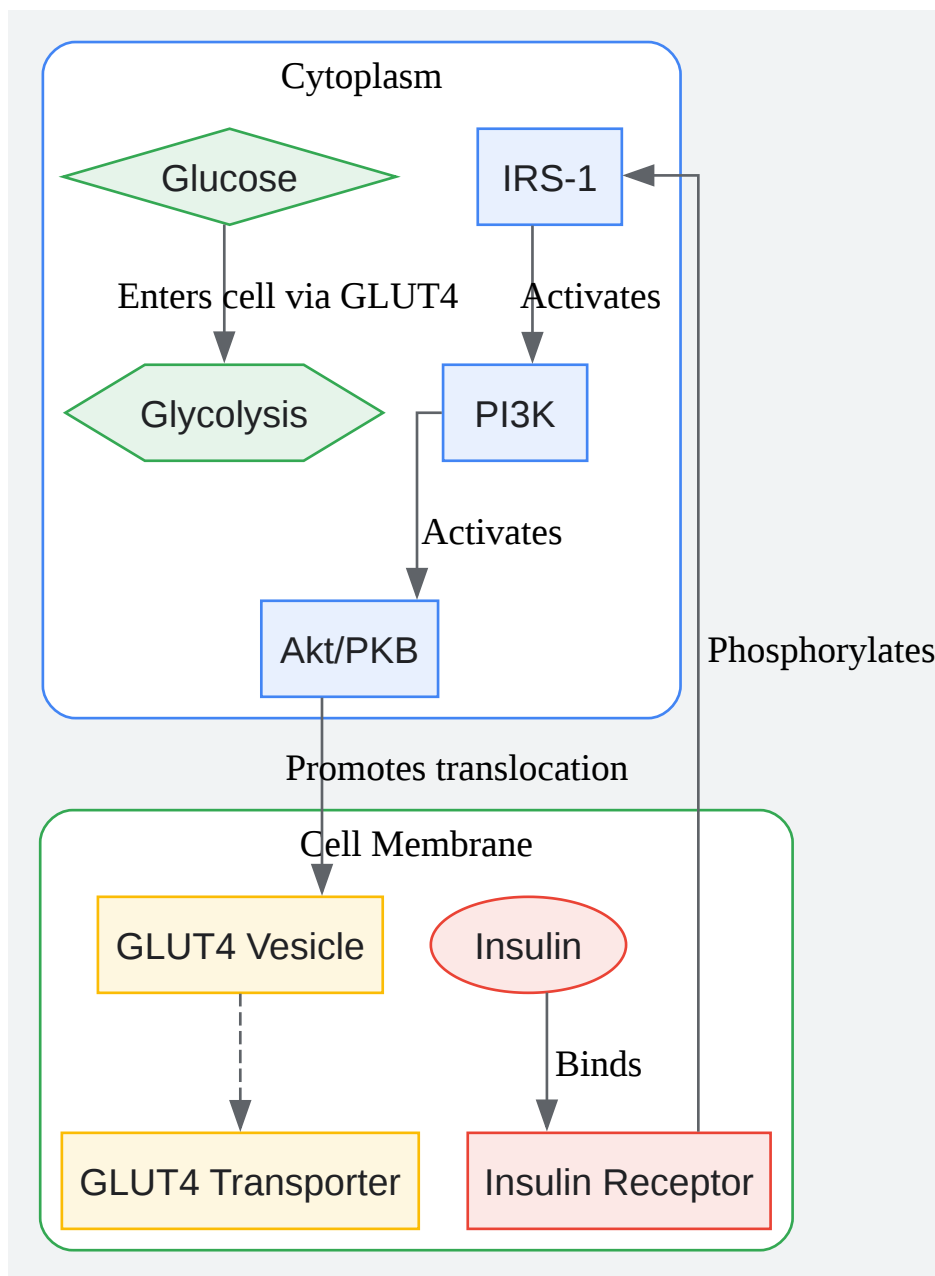 Cytoplasm
Glucose
IRS-1
Enters cell via GLUT4
Activates
Glycolysis
PI3K
Activates
Akt/PKB
Phosphorylates
Promotes translocation
Cell Membrane
GLUT4 Vesicle
Insulin
Binds
GLUT4 Transporter
Insulin Receptor